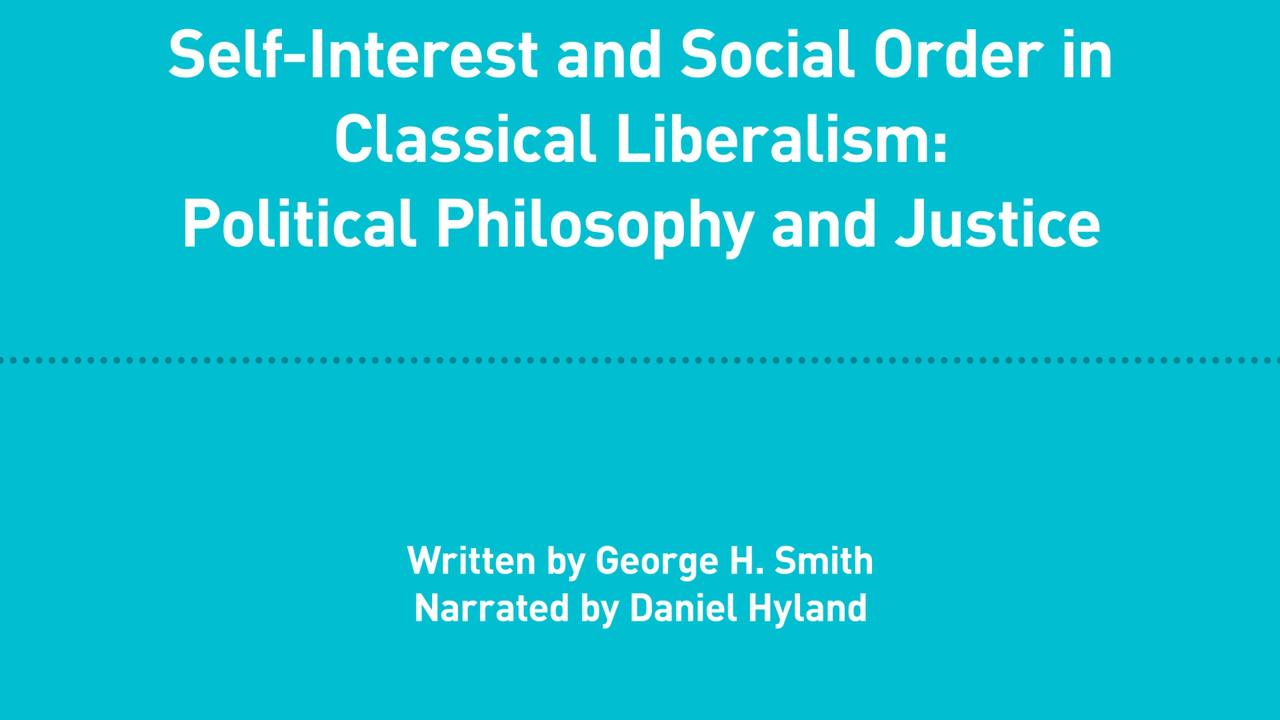 Self-Interest and Social Order in
Classical Liberalism:
Political Philosophy and Justice
Written by George H. Smith
Narrated by Daniel Hyland